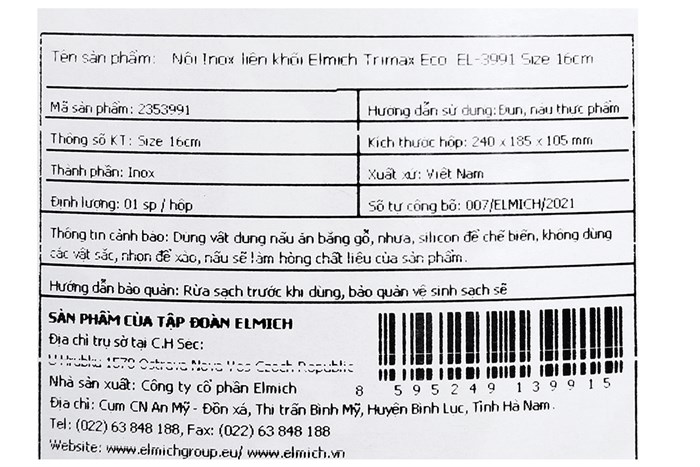 Tên sản phẩm: Nồi Inox liền khối Elmich Trimax Eco EL-3991 Size 16cm
Mã sản phẩm: 2353991
Hướng dẫn sử dụng: Đun, nấu thực phẩm
Thông số KT: Size 16cm
Kích thước hộp: 240 x 185 x 105 mm
Thành phần: Inox
Xuất xứ: Việt Nam
Định lượng: 01 sp / hộp
Số tự công bố: 007/ELMICH/2021
Thông tin cảnh báo: Dùng vật dụng nấu ăn bằng gỗ, nhựa, silicon để chế biến, không dùng
các vật sắc, nhọn để xào, nấu sẽ làm hỏng chất liệu của sản phẩm.
Hướng dẫn bảo quản: Rửa sạch trước khi dùng, bảo quản vệ sinh sạch sẽ
SẢN PHẨM CỦA TẬP ĐOÀN ELMICH
Địa chỉ trụ sở tại C.H Sec:
U Hrubku 1570 Ostrava Nova Ves Czech Republic
Nhà sản xuất: Công ty cổ phần Elmich
8 595249 139915
Địa chỉ: Cụm CN An Mỹ - Đồn xá, Thị trấn Bình Mỹ, Huyện Bình Lục, Tỉnh Hà Nam.
Tel: (022) 63 848 188, Fax: (022) 63 848 188
Website: www.elmichgroup.eu/ www.elmich.vn